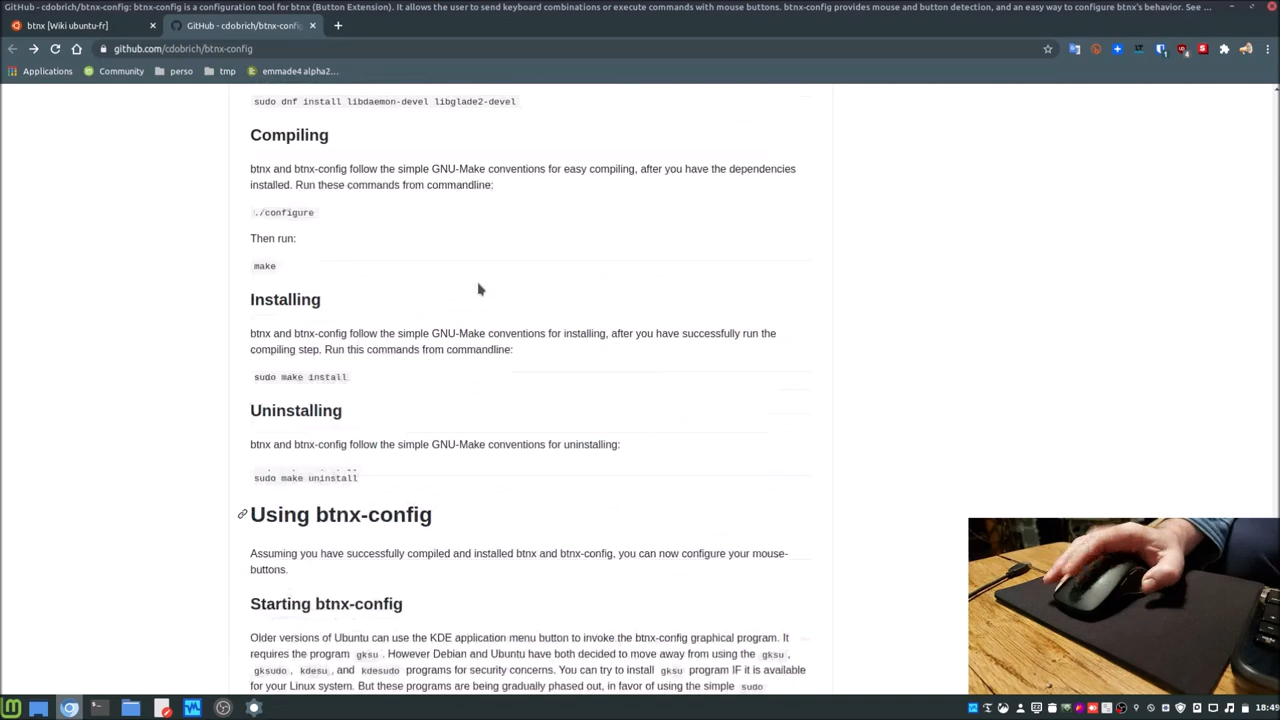 GitHub - cdobrich/btnx-config: btnx-config is a configuration tool for btnx (Button Extension). It allows the user to send keyboard combinations or execute commands with mouse buttons. btnx-config provides mouse and button detection, and an easy way to configure btnx's behavior. See ...
btnx [Wiki ubuntu-fr]
GitHub - cdobrich/btnx-config
github.com/cdobrich/btnx-config
Applications
Community
perso
tmp
emmade4 alpha2...
sudo dnf install libdaemon-devel libglade2-devel
Compiling
btnx and btnx-config follow the simple GNU-Make conventions for easy compiling, after you have the dependencies
installed. Run these commands from commandline:
./configure
Then run:
make
Installing
btnx and btnx-config follow the simple GNU-Make conventions for installing, after you have successfully run the
compiling step. Run this commands from commandline:
sudo make install
Uninstalling
btnx and btnx-config follow the simple GNU-Make conventions for uninstalling:
sudo make uninstall
Using btnx-config
Assuming you have successfully compiled and installed btnx and btnx-config, you can now configure your mouse-
buttons.
Starting btnx-config
Older versions of Ubuntu can use the KDE application menu button to invoke the btnx-config graphical program. It
requires the program gksu. However Debian and Ubuntu have both decided to move away from using the gksu,
gksudo, kdesu, and kdesudo programs for security concerns. You can try to install gksu program IF it is available
for your Linux system. But these programs are being gradually phased out, in favor of using the simple sudo
18:49